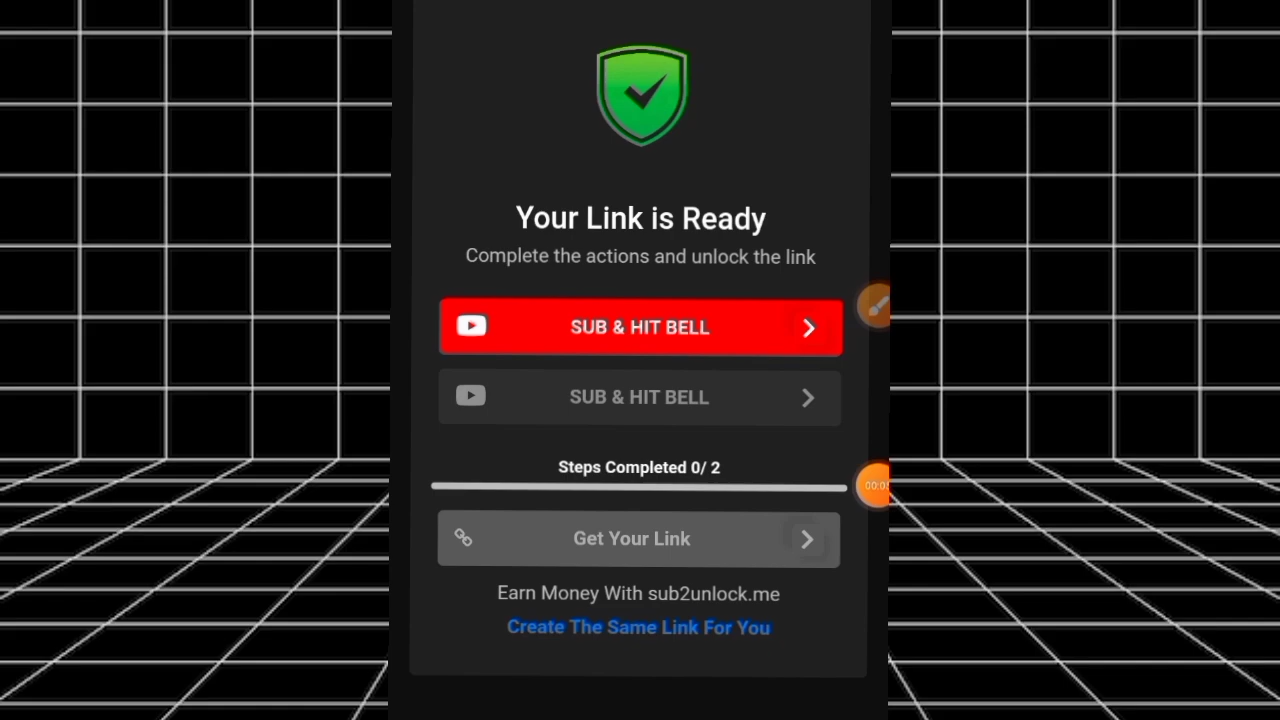 Your Link is Ready
Complete the actions and unlock the link
SUB & HIT BELL
SUB & HIT BELL
Steps Completed 0/ 2
Get Your Link
Earn Money With sub2unlock.me
Create The Same Link For You